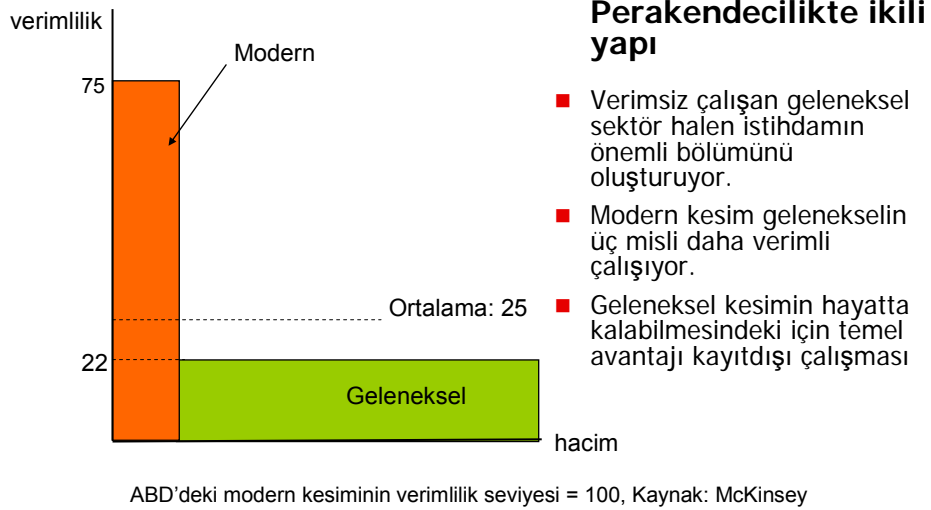 verimlilik
Modern
75
Ortalama: 25
22
Geleneksel
hacim
Perakendecilikte ikili
yapı
Verimsiz çalışan geleneksel
sektör halen istihdamın
önemli bölümünü
oluşturuyor.
Modern kesim gelenekselin
üç misli daha verimli
çalışıyor.
Geleneksel kesimin hayatta
kalabilmesindeki için temel
avantajı kayıtdışı çalışması
ABD’deki modern kesiminin verimlilik seviyesi = 100, Kaynak: McKinsey